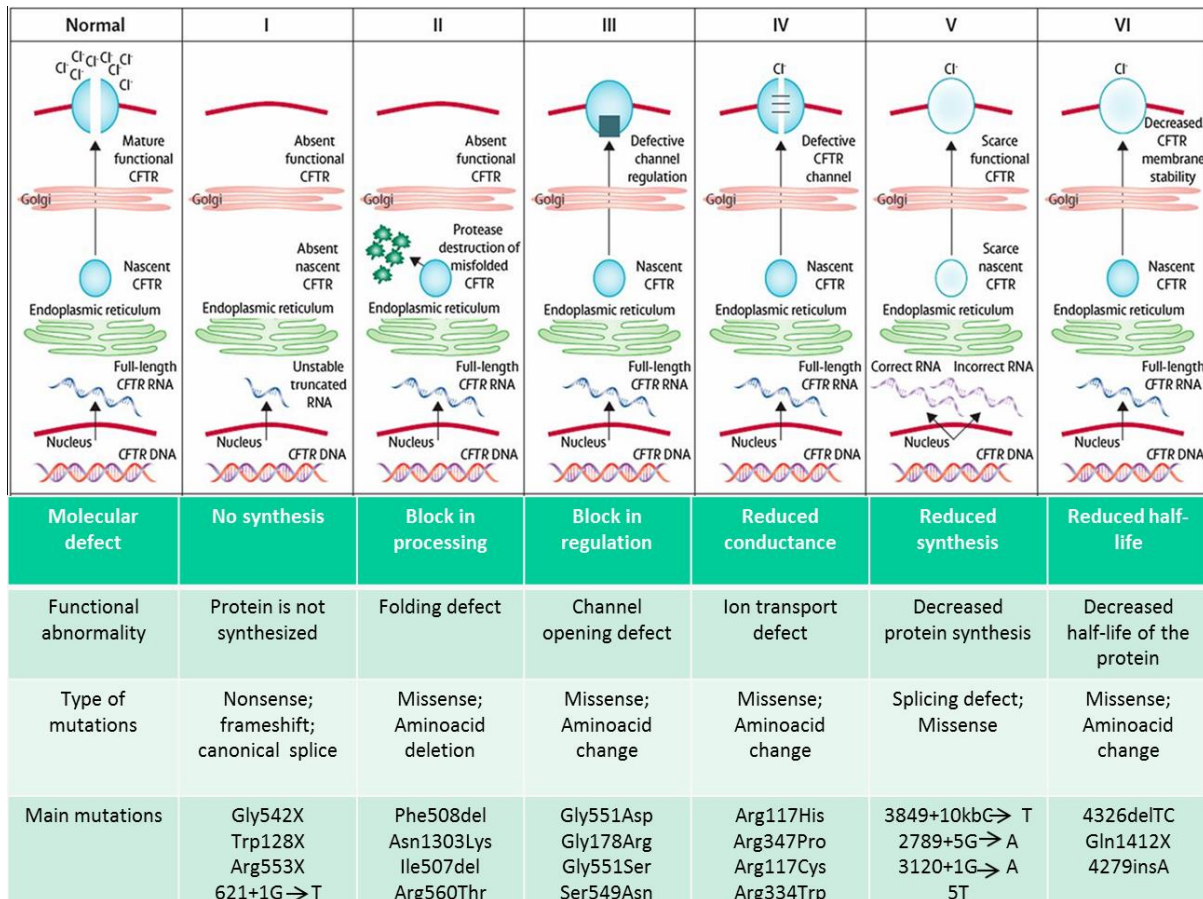 Normal
I
II
III
IV
V
VI
Cl⁻ Cl⁻ Cl⁻ Cl⁻
Cl⁻ Cl⁻ Cl⁻
Cl⁻ Cl⁻
Mature
functional
CFTR
Golgi
Nascent
CFTR
Endoplasmic reticulum
Full-length
CFTR RNA
Nucleus
CFTR DNA
Absent
functional
CFTR
Golgi
Absent
nascent
CFTR
Endoplasmic reticulum
Unstable
truncated
RNA
Nucleus
CFTR DNA
Absent
functional
CFTR
Golgi
Protease
destruction of
misfolded
CFTR
Endoplasmic reticulum
Full-length
CFTR RNA
Nucleus
CFTR DNA
Defective
channel
regulation
Golgi
Nascent
CFTR
Endoplasmic reticulum
Full-length
CFTR RNA
Nucleus
CFTR DNA
Cl⁻
Defective
CFTR
channel
Golgi
Nascent
CFTR
Endoplasmic reticulum
Full-length
CFTR RNA
Nucleus
CFTR DNA
Cl⁻
Scarce
functional
CFTR
Golgi
Scarce
nascent
CFTR
Endoplasmic reticulum
Correct RNA
Incorrect RNA
Nucleus
CFTR DNA
Cl⁻
Decreased
CFTR
membrane
stability
Golgi
Nascent
CFTR
Endoplasmic reticulum
Full-length
CFTR RNA
Nucleus
CFTR DNA
Molecular
defect
No synthesis
Block in
processing
Block in
regulation
Reduced
conductance
Reduced
synthesis
Reduced half-
life
Functional
abnormality
Protein is not
synthesized
Folding defect
Channel
opening defect
Ion transport
defect
Decreased
protein synthesis
Decreased
half-life of the
protein
Type of
mutations
Nonsense;
frameshift;
canonical splice
Missense;
Aminoacid
deletion
Missense;
Aminoacid
change
Missense;
Aminoacid
change
Splicing defect;
Missense
Missense;
Aminoacid
change
Main mutations
Gly542X
Trp128X
Arg553X
621+1G→T
Phe508del
Asn1303Lys
Ile507del
Arg560Thr
Gly551Asp
Gly178Arg
Gly551Ser
Ser549Asn
Arg117His
Arg347Pro
Arg117Cys
Arg334Trp
3849+10kbC→ T
2789+5G→ A
3120+1G→ A
5T
4326delTC
Gln1412X
4279insA